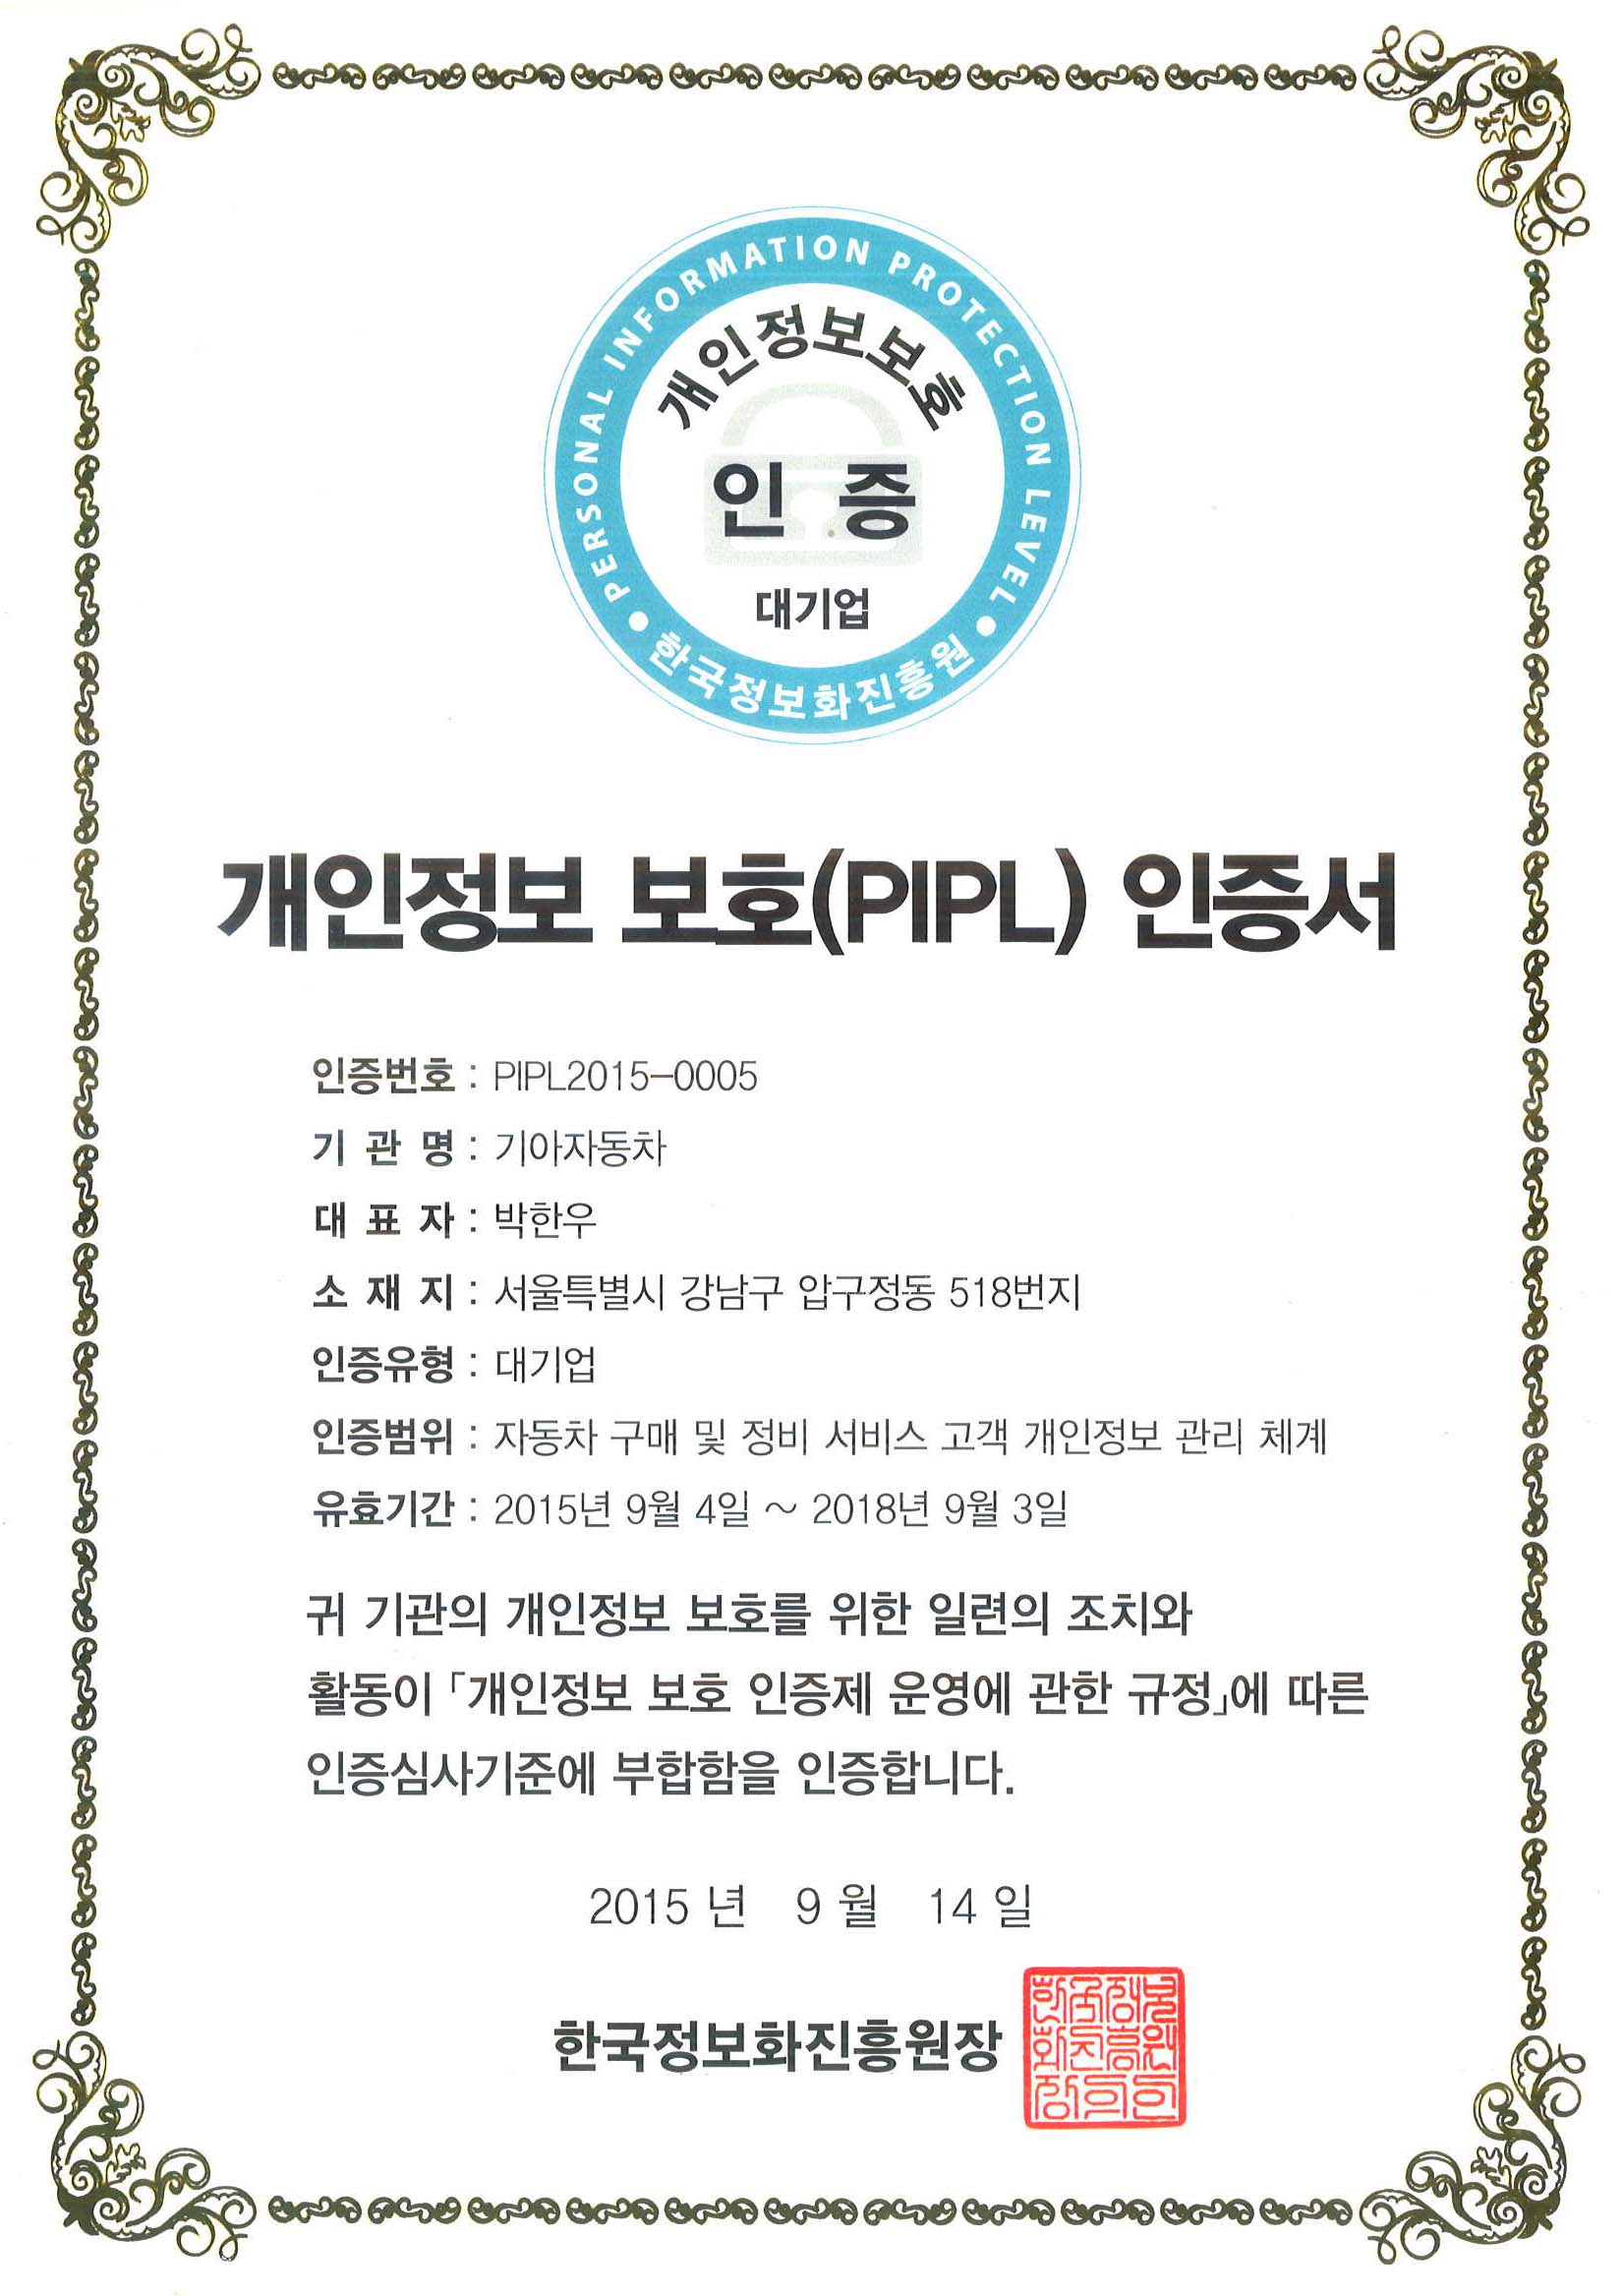 PERSONAL INFORMATION PROTECTION LEVEL
개인정보보호
인 증
대기업
한국정보화진흥원
개인정보 보호(PIPL) 인증서
인증번호 : PIPL2015-0005
기 관 명 : 기아자동차
대 표 자 : 박한우
소 재 지 : 서울특별시 강남구 압구정동 518번지
인증유형 : 대기업
인증범위 : 자동차 구매 및 정비 서비스 고객 개인정보 관리 체계
유효기간 : 2015년 9월 4일 ~ 2018년 9월 3일
귀 기관의 개인정보 보호를 위한 일련의 조치와
활동이 「개인정보 보호 인증제 운영에 관한 규정」에 따른
인증심사기준에 부합함을 인증합니다.
2015 년 9 월 14 일
한국정보화진흥원장